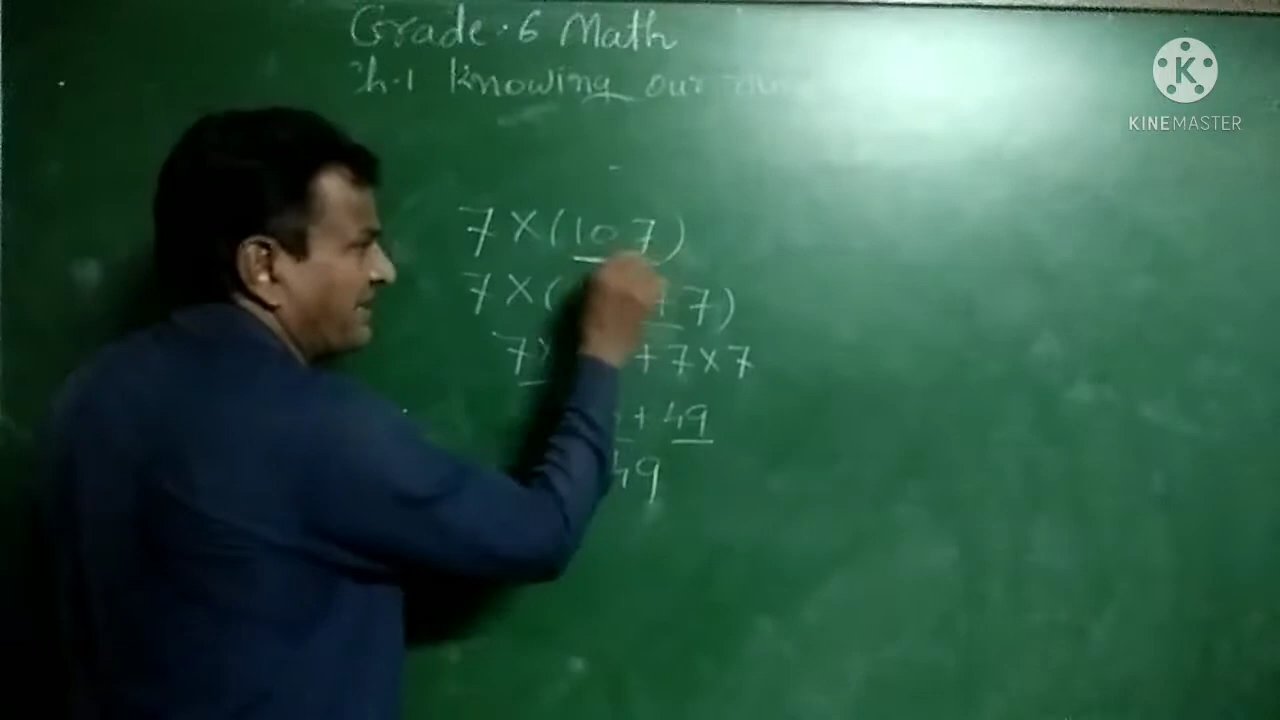 Grade.6 Math
Ch.1 Knowing our
7×(107)
7×( 7)
7× +7×7
+ 49
49
KINEMASTER